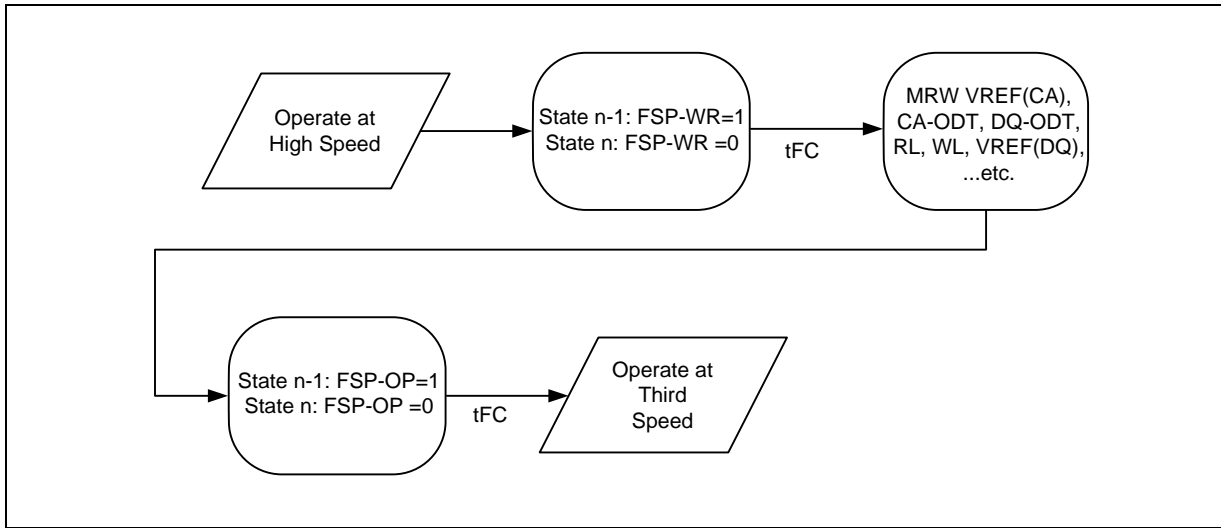 Operate at
High Speed
State n-1: FSP-WR=1
State n: FSP-WR =0
tFC
MRW VREF(CA),
CA-ODT, DQ-ODT,
RL, WL, VREF(DQ),
...etc.
State n-1: FSP-OP=1
State n: FSP-OP =0
tFC
Operate at
Third
Speed